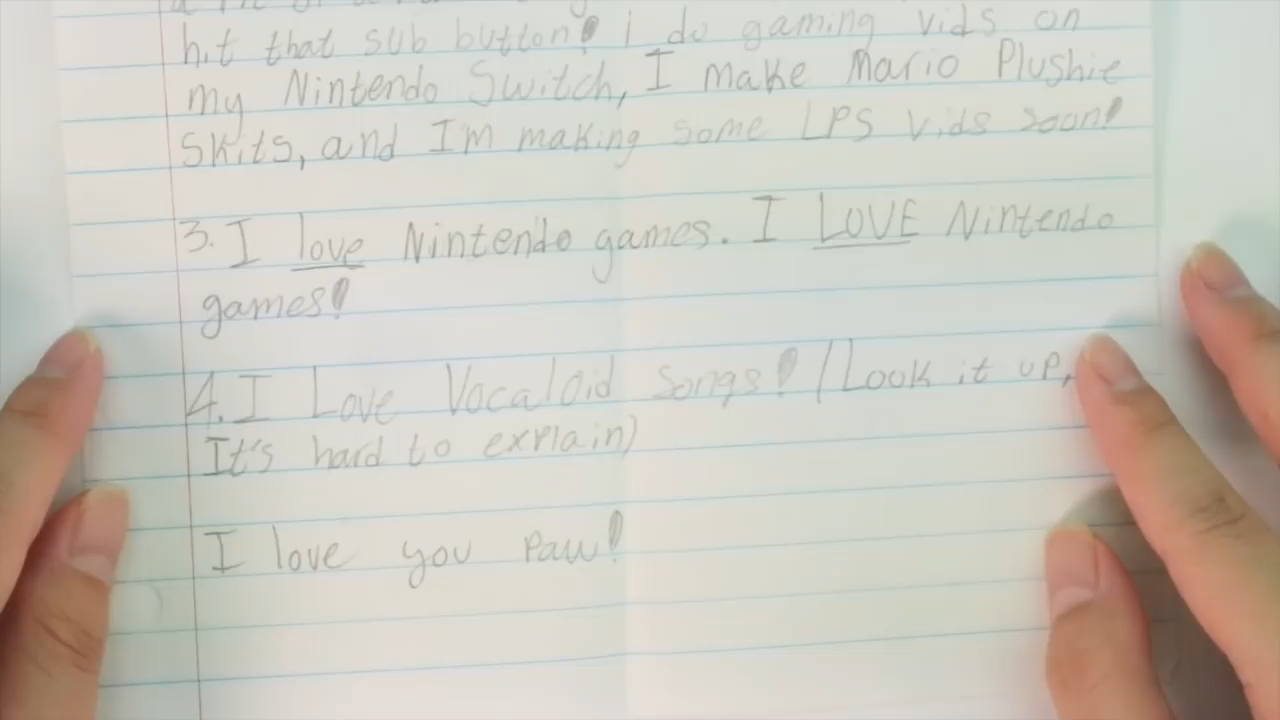 hit that sub button! i do gaming vids on
my Nintendo Switch, I make Mario Plushie
Skits, and I'm making some LPS vids soon!
3. I love Nintendo games. I LOVE Nintendo
games!
4. I Love Vocaloid Songs! (Look it up,
It's hard to explain)
I love you Paw!